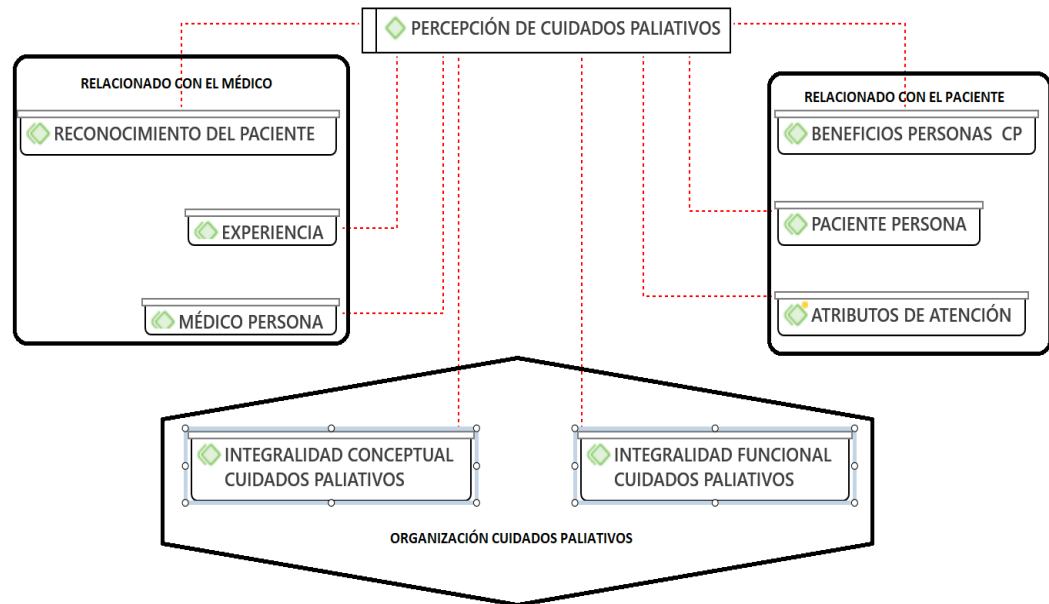 PERCEPCIÓN DE CUIDADOS PALIATIVOS
RELACIONADO CON EL MÉDICO
RECONOCIMIENTO DEL PACIENTE
EXPERIENCIA
MÉDICO PERSONA
RELACIONADO CON EL PACIENTE
BENEFICIOS PERSONAS CP
PACIENTE PERSONA
ATRIBUTOS DE ATENCIÓN
INTEGRALIDAD CONCEPTUAL
CUIDADOS PALIATIVOS
INTEGRALIDAD FUNCIONAL
CUIDADOS PALIATIVOS
ORGANIZACIÓN CUIDADOS PALIATIVOS